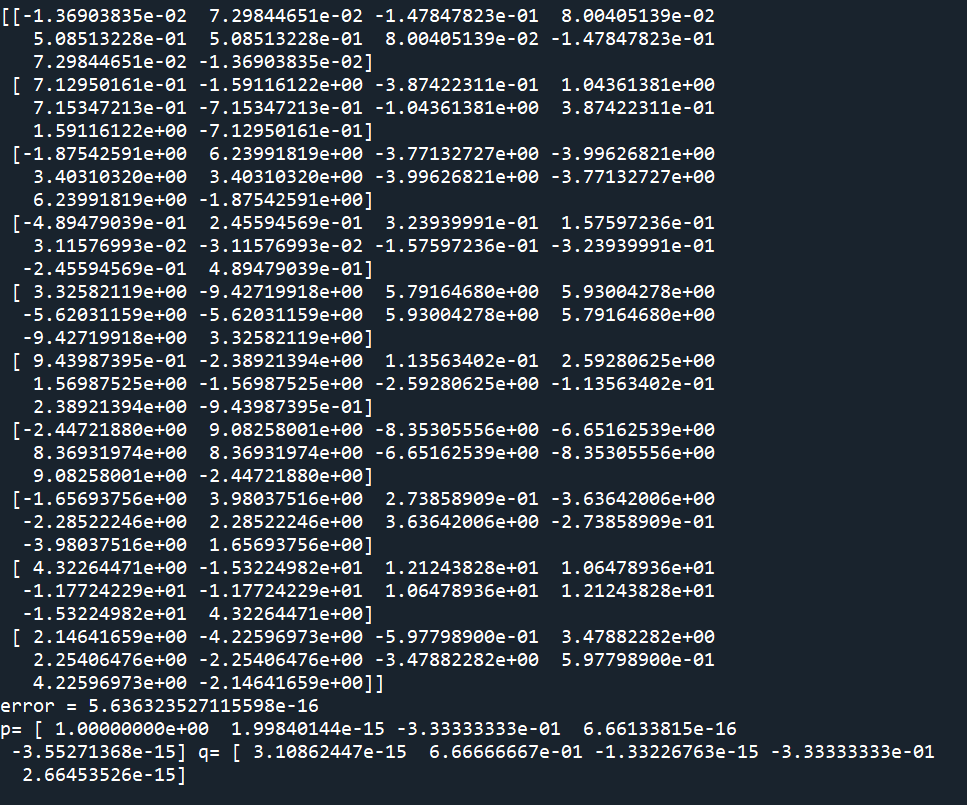 [[-1.36903835e-02  7.29844651e-02 -1.47847823e-01  8.00405139e-02
   5.08513228e-01  5.08513228e-01  8.00405139e-02 -1.47847823e-01
   7.29844651e-02 -1.36903835e-02]
 [ 7.12950161e-01 -1.59116122e+00 -3.87422311e-01  1.04361381e+00
   7.15347213e-01 -7.15347213e-01 -1.04361381e+00  3.87422311e-01
   1.59116122e+00 -7.12950161e-01]
 [-1.87542591e+00  6.23991819e+00 -3.77132727e+00 -3.99626821e+00
   3.40310320e+00  3.40310320e+00 -3.99626821e+00 -3.77132727e+00
   6.23991819e+00 -1.87542591e+00]
 [-4.89479039e-01  2.45594569e-01  3.23939991e-01  1.57597236e-01
   3.11576993e-02 -3.11576993e-02 -1.57597236e-01 -3.23939991e-01
  -2.45594569e-01  4.89479039e-01]
 [ 3.32582119e+00 -9.42719918e+00  5.79164680e+00  5.93004278e+00
  -5.62031159e+00 -5.62031159e+00  5.93004278e+00  5.79164680e+00
  -9.42719918e+00  3.32582119e+00]
 [ 9.43987395e-01 -2.38921394e+00  1.13563402e-01  2.59280625e+00
   1.56987525e+00 -1.56987525e+00 -2.59280625e+00 -1.13563402e-01
   2.38921394e+00 -9.43987395e-01]
 [-2.44721880e+00  9.08258001e+00 -8.35305556e+00 -6.65162539e+00
   8.36931974e+00  8.36931974e+00 -6.65162539e+00 -8.35305556e+00
   9.08258001e+00 -2.44721880e+00]
 [-1.65693756e+00  3.98037516e+00  2.73858909e-01 -3.63642006e+00
  -2.28522246e+00  2.28522246e+00  3.63642006e+00 -2.73858909e-01
  -3.98037516e+00  1.65693756e+00]
 [ 4.32264471e+00 -1.53224982e+01  1.21243828e+01  1.06478936e+01
  -1.17724229e+01 -1.17724229e+01  1.06478936e+01  1.21243828e+01
  -1.53224982e+01  4.32264471e+00]
 [ 2.14641659e+00 -4.22596973e+00 -5.97798900e-01  3.47882282e+00
   2.25406476e+00 -2.25406476e+00 -3.47882282e+00  5.97798900e-01
   4.22596973e+00 -2.14641659e+00]]
error = 5.636323527115598e-16
p= [ 1.00000000e+00  1.99840144e-15 -3.33333333e-01  6.66133815e-16
 -3.55271368e-15] q= [ 3.10862447e-15  6.66666667e-01 -1.33226763e-15 -3.33333333e-01
  2.66453526e-15]